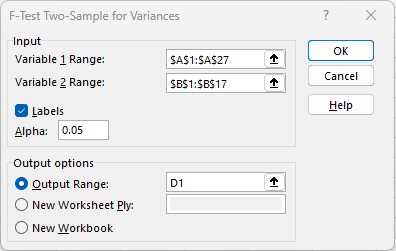 F-Test Two-Sample for Variances
Input
Variable 1 Range: $A$1:$A$27
Variable 2 Range: $B$1:$B$17
Labels
Alpha: 0.05
OK
Cancel
Help
Output options
Output Range: D1
New Worksheet Ply:
New Workbook